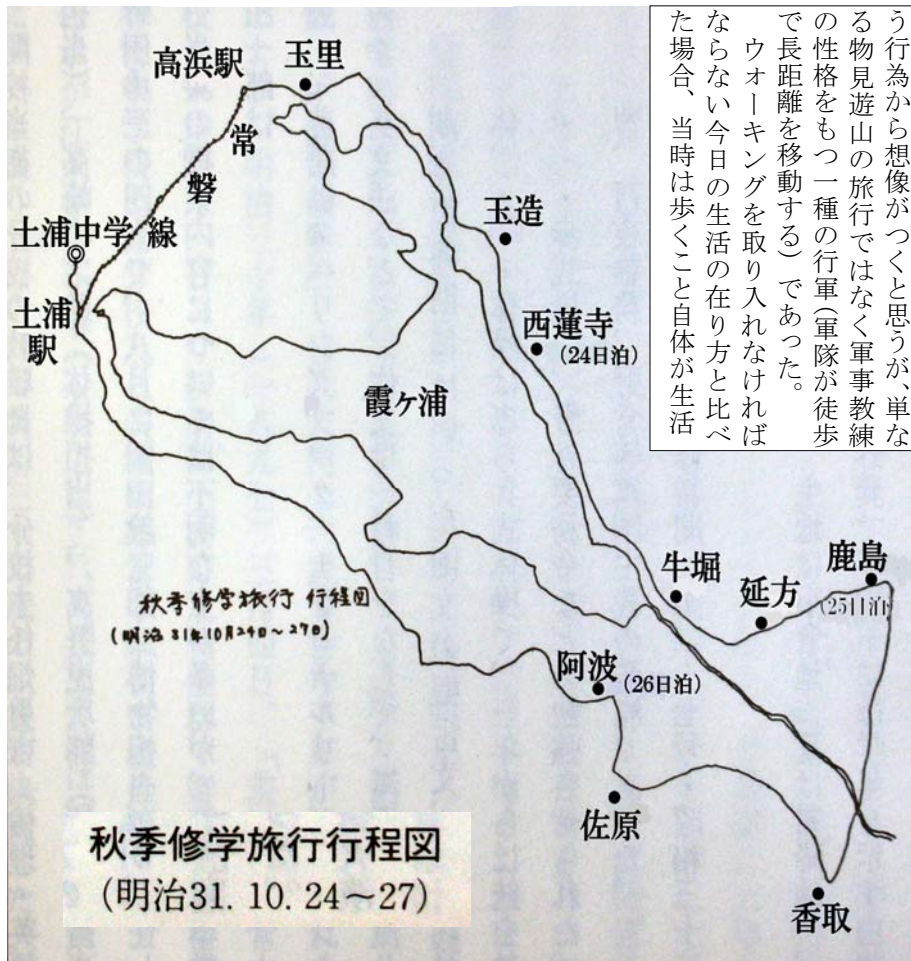 う行為から想像がつくと思うが、単な
る物見遊山の旅行ではなく軍事教練
の性格をもつ一種の行軍(軍隊が徒歩
で長距離を移動する)であった。
ウォーキングを取り入れなければ
ならない今日の生活の在り方と比べ
た場合、当時は歩くこと自体が生活
高浜駅
玉里
常磐線
土浦中学
土浦駅
玉造
西蓮寺
(24日泊)
霞ヶ浦
牛堀
延方
鹿島
(25日泊)
秋季修学旅行 行程図
(明治31年10月24日~27日)
阿波 (26日泊)
佐原
香取
秋季修学旅行行程図
(明治31. 10. 24~27)